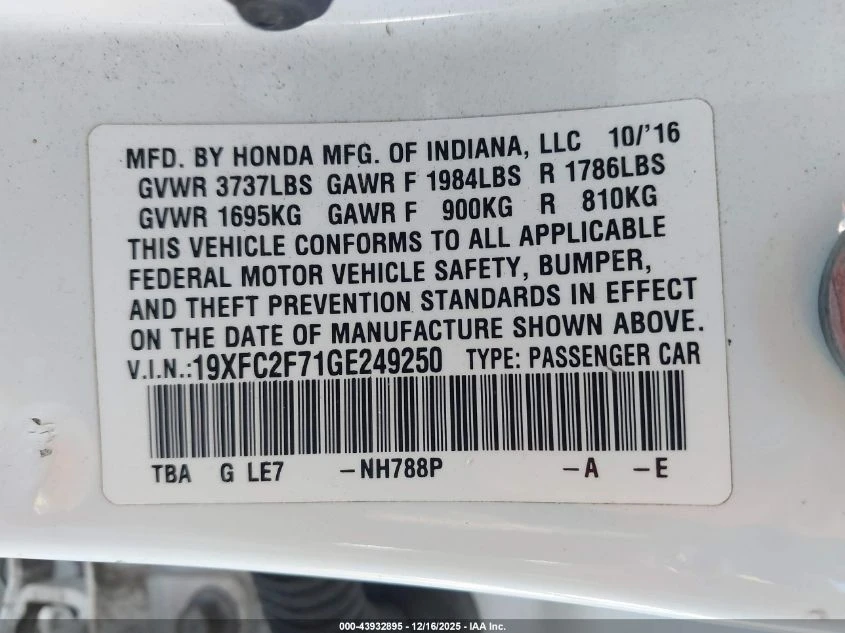 MFD. BY HONDA MFG. OF INDIANA, LLC 10/'16
GVWR 3737LBS GAWR F 1984LBS R 1786LBS
GVWR 1695KG GAWR F 900KG R 810KG
THIS VEHICLE CONFORMS TO ALL APPLICABLE
FEDERAL MOTOR VEHICLE SAFETY, BUMPER,
AND THEFT PREVENTION STANDARDS IN EFFECT
ON THE DATE OF MANUFACTURE SHOWN ABOVE.
V.I.N.:19XFC2F71GE249250 TYPE: PASSENGER CAR
TBA G LE7 -NH788P -A -E
000-43932895 - 12/16/2025 - IAA Inc.